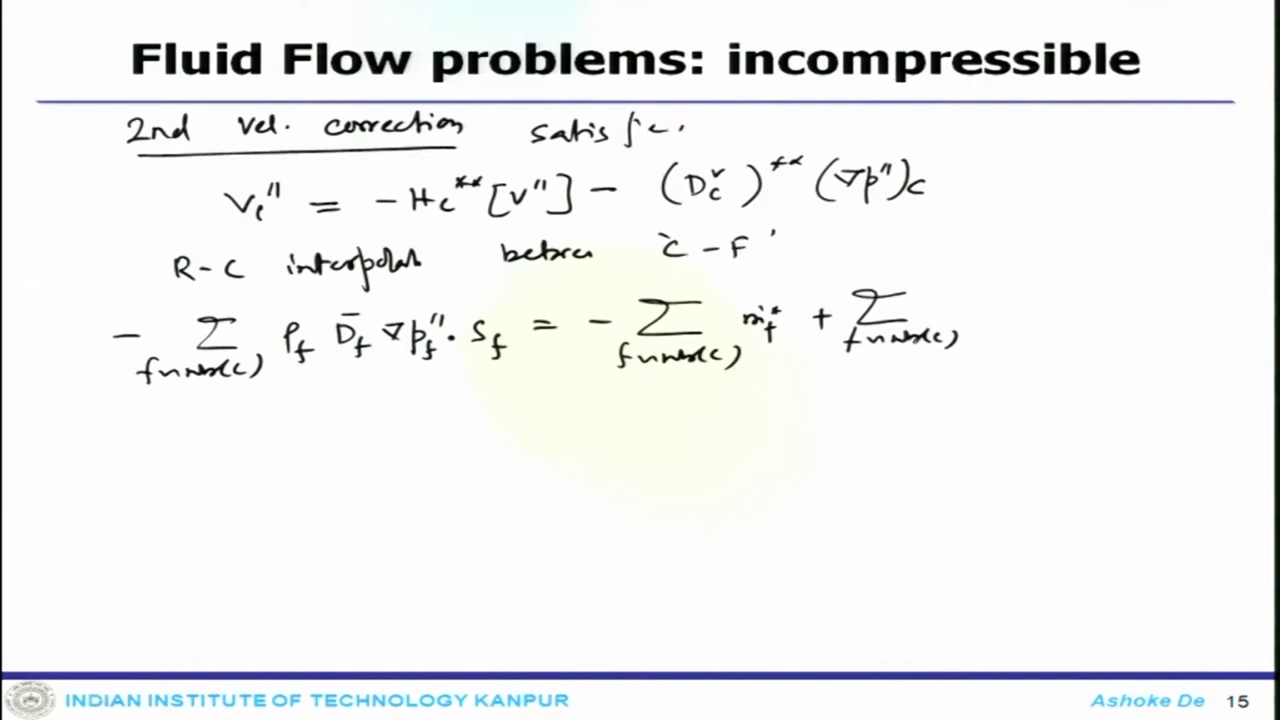 Fluid Flow problems: incompressible
2nd vel. correction satisfie.
V_c'' = - H_c^** [V''] - (D_c^v)^** (∇p'')_C
R-C interpolat between C - F
- Σ_{f~nb(c)} ρ_f D̄_f ∇p_f'' · S_f = - Σ_{f~nb(c)} ṁ_f^* + Σ_{f~nb(c)}
INDIAN INSTITUTE OF TECHNOLOGY KANPUR
Ashoke De 15